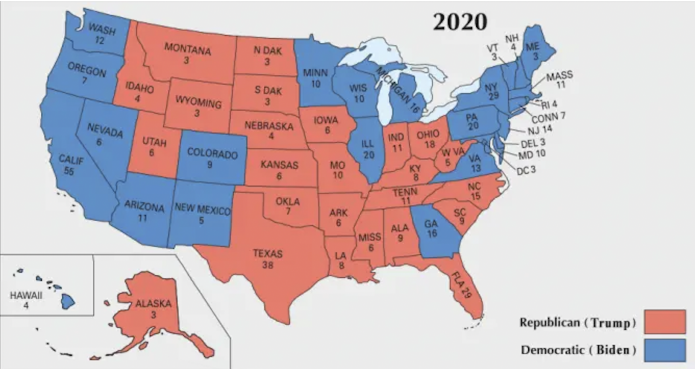 2020
WASH
12
OREGON
7
CALIF
55
NEVADA
6
IDAHO
4
MONTANA
3
WYOMING
3
UTAH
6
COLORADO
9
ARIZONA
11
NEW MEXICO
5
N DAK
3
S DAK
3
NEBRASKA
4
KANSAS
6
OKLA
7
TEXAS
38
MINN
10
IOWA
6
MO
10
ARK
6
LA
8
WIS
10
ILL
20
MICHIGAN 16
IND
11
OHIO
18
KY
8
TENN
11
MISS
6
ALA
9
GA
16
FLA 29
SC
9
NC
15
VA
13
W VA
5
PA
20
NY
29
VT
3
NH
4
ME
3
MASS
11
RI 4
CONN 7
NJ 14
DEL 3
MD 10
DC 3
HAWAII
4
ALASKA
3
Republican (Trump)
Democratic (Biden)